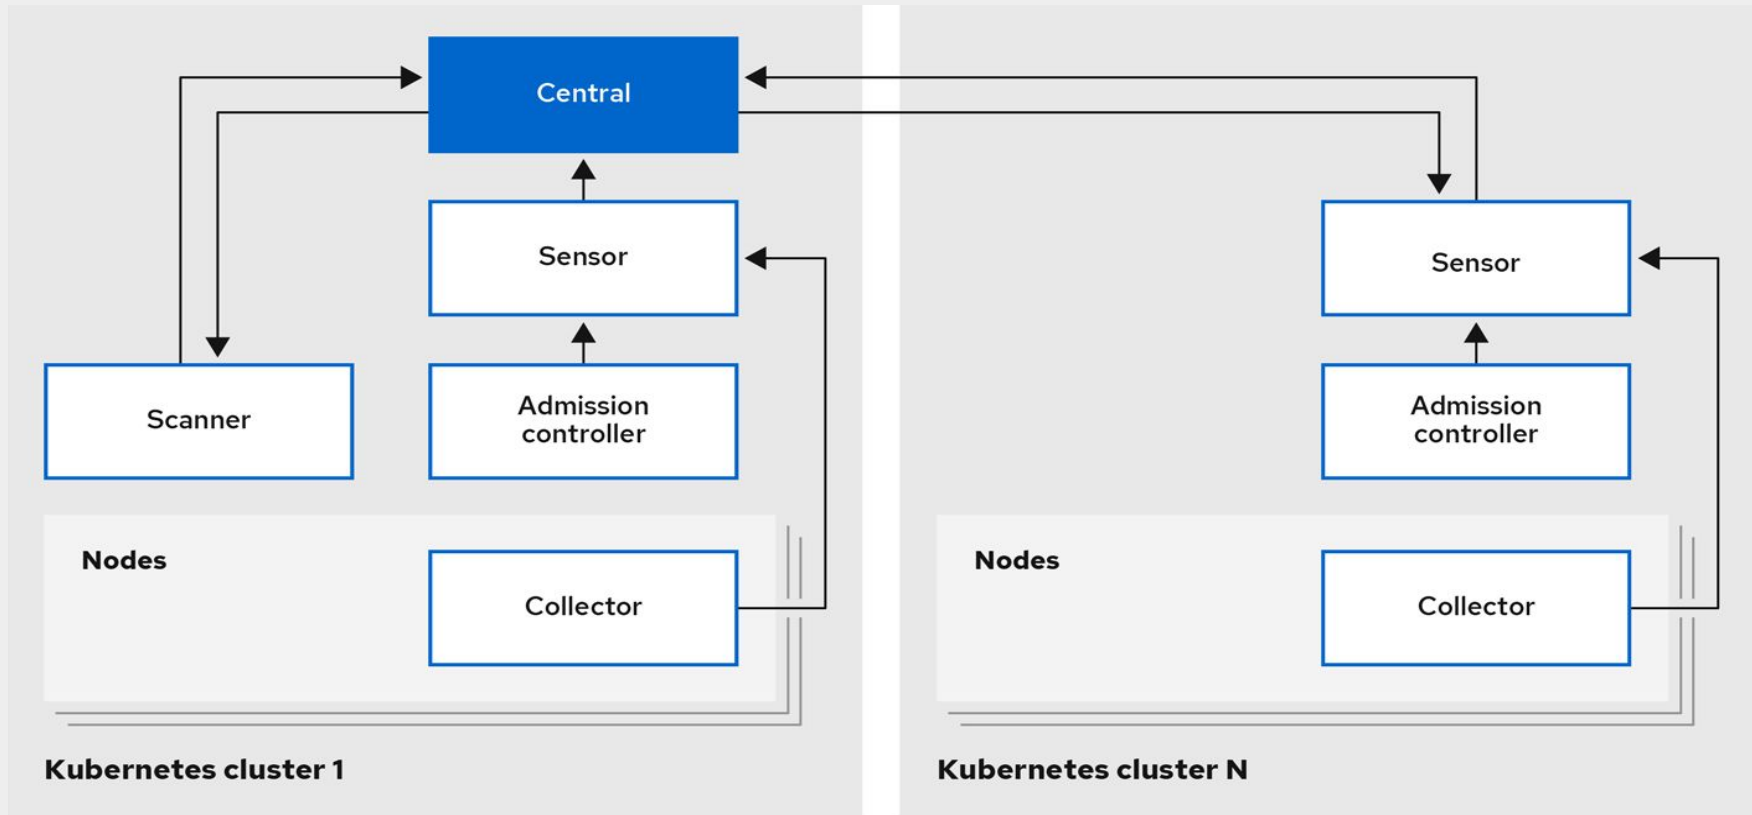 Central
Sensor
Scanner
Admission
controller
Nodes
Collector
Kubernetes cluster 1
Sensor
Admission
controller
Nodes
Collector
Kubernetes cluster N